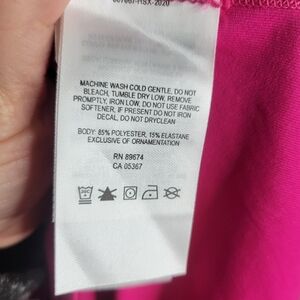 MACHINE WASH COLD GENTLE, DO NOT
BLEACH, TUMBLE DRY LOW, REMOVE
PROMPTLY, IRON LOW, DO NOT USE FABRIC
SOFTENER, IF PRESENT DO NOT IRON
DECAL, DO NOT DRYCLEAN
BODY: 85% POLYESTER, 15% ELASTANE
EXCLUSIVE OF ORNAMENTATION
RN 89674
CA 05367